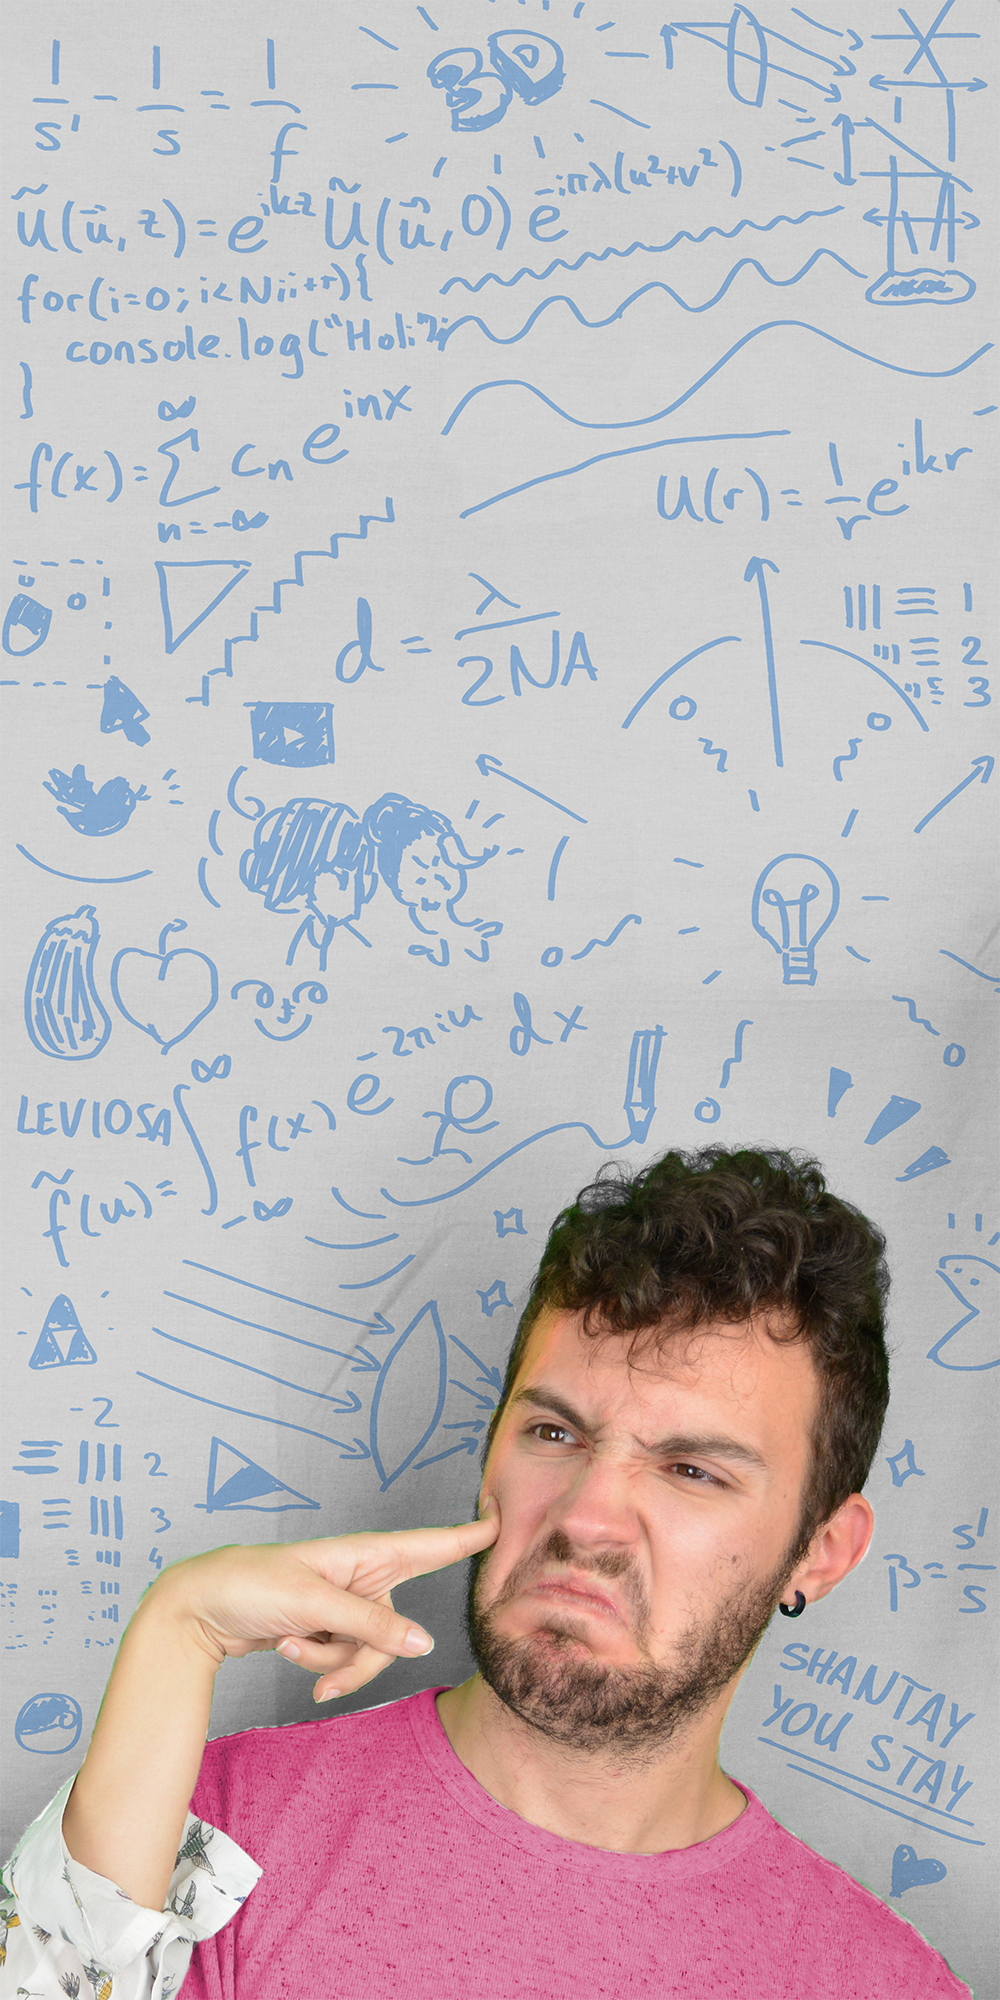 3D
1/s' - 1/s = 1/f
ũ(ū, z) = e^ikz Ũ(ū, 0) e^-iπλ(u²+v²)
for(i=0; i<N; i++){
console.log("Holi");
}
f(x) = ∑ n=-∞ ∞ cₙ e^inx
U(r) = 1/r e^ikr
d = λ/2NA
1
2
3
LEVIOSA
f̃(u) = ∫ -∞ ∞ f(x) e^-2πiu dx
-2
2
3
4
β = s'/s
SHANTAY
YOU STAY